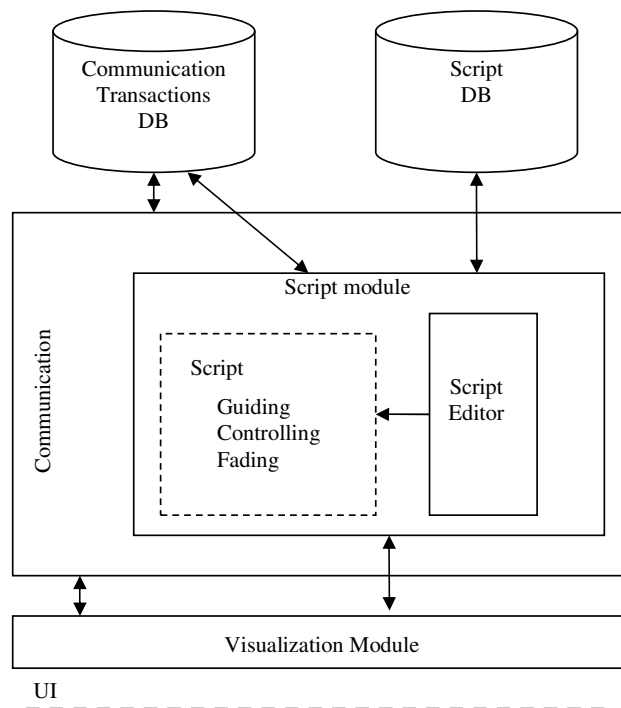 Communication
Transactions
DB
Script
DB
Script module
Communication
Script
Guiding
Controlling
Fading
Script
Editor
Visualization Module
UI